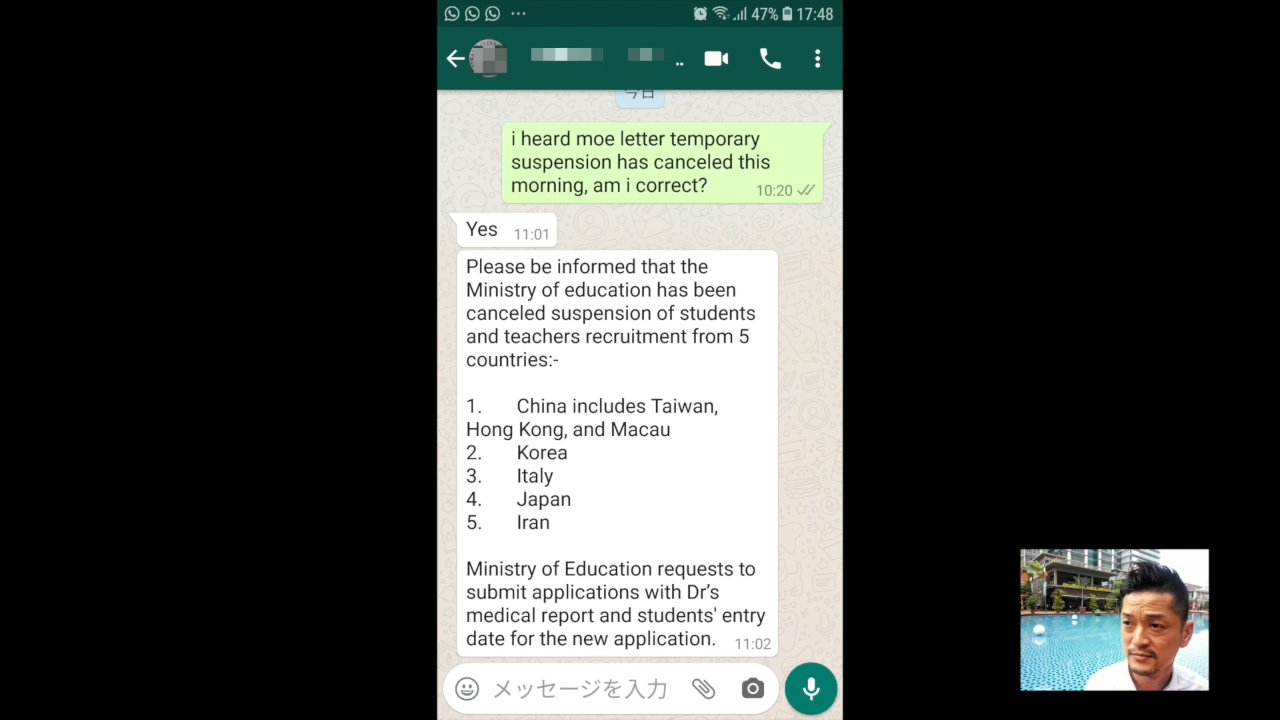 47% 17:48
今日
i heard moe letter temporary
suspension has canceled this
morning, am i correct?
10:20
Yes
11:01
Please be informed that the
Ministry of education has been
canceled suspension of students
and teachers recruitment from 5
countries:-
1. China includes Taiwan,
Hong Kong, and Macau
2. Korea
3. Italy
4. Japan
5. Iran
Ministry of Education requests to
submit applications with Dr's
medical report and students' entry
date for the new application.
11:02
メッセージを入力